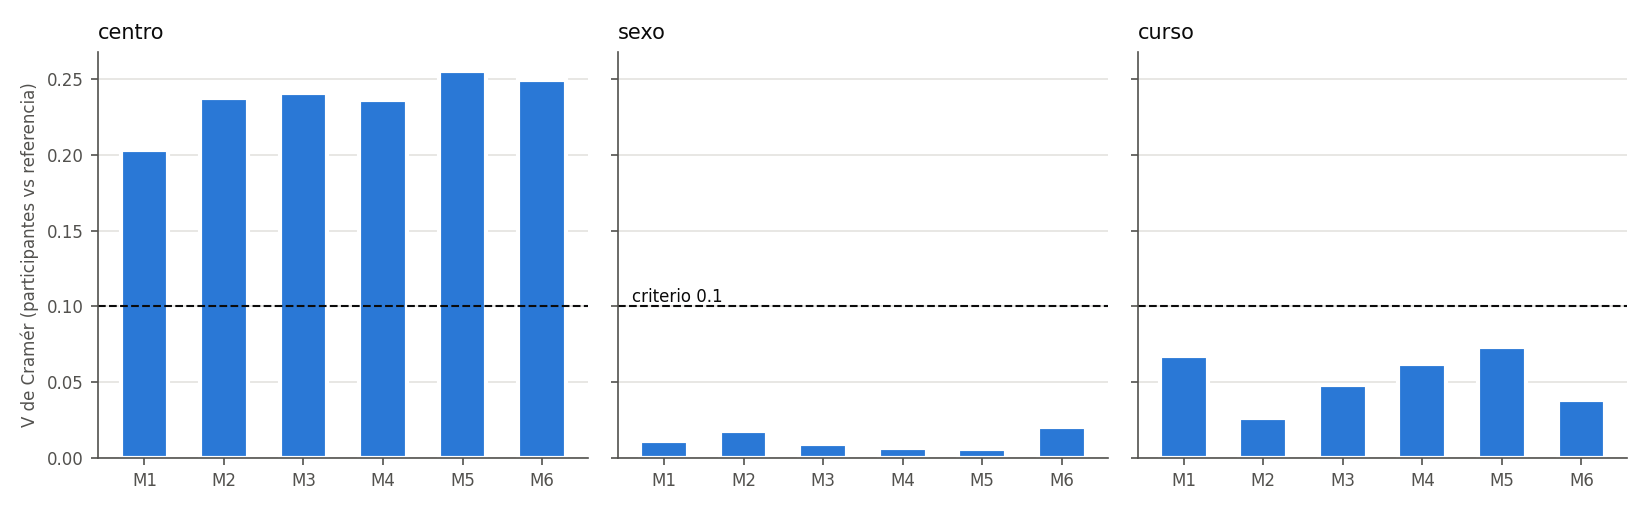 centro
sexo
curso
V de Cramér (participantes vs referencia)
0.25
0.20
0.15
0.10
0.05
0.00
criterio 0.1
M1 M2 M3 M4 M5 M6
M1 M2 M3 M4 M5 M6
M1 M2 M3 M4 M5 M6